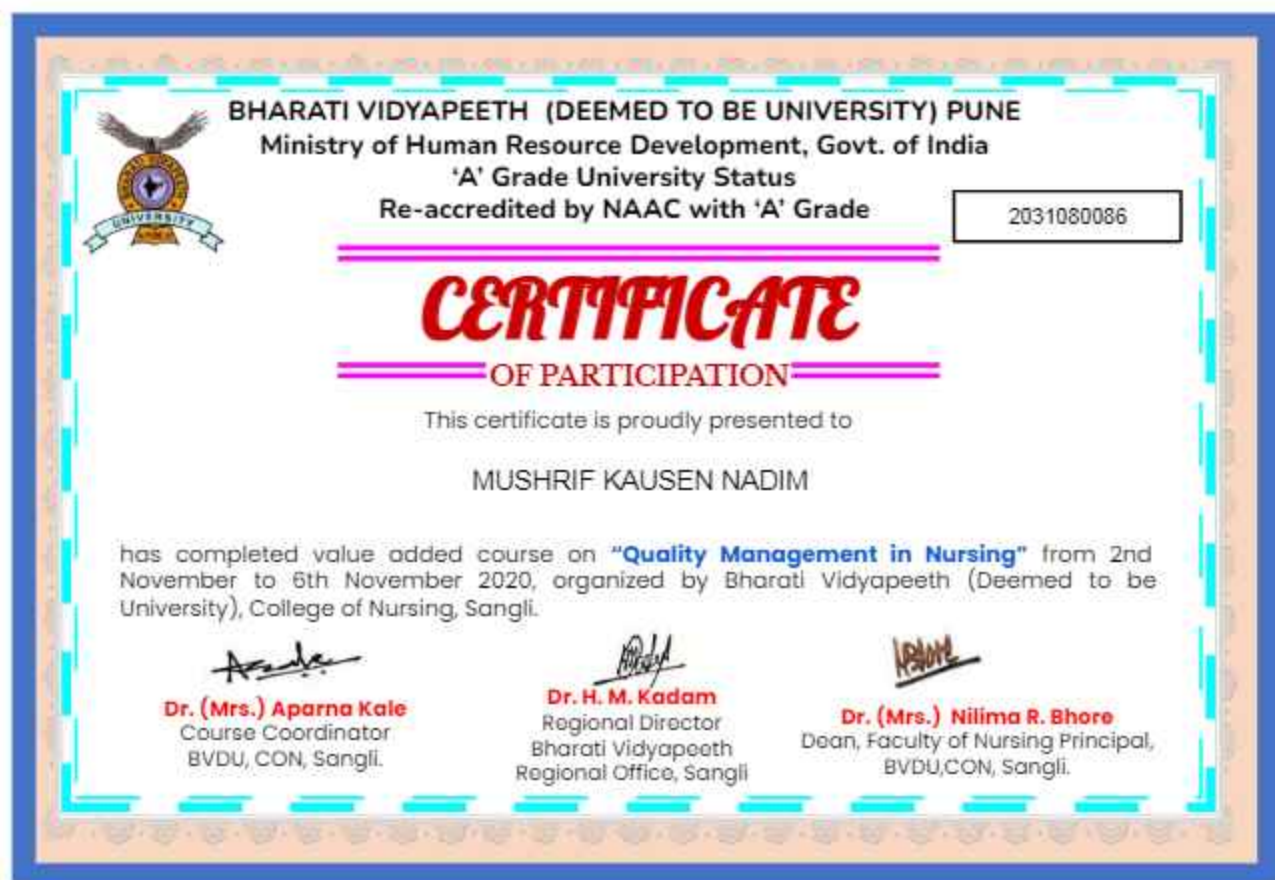 BHARATI VIDYAPEETH (DEEMED TO BE UNIVERSITY) PUNE
Ministry of Human Resource Development, Govt. of India
‘A’ Grade University Status
Re-accredited by NAAC with ‘A’ Grade
2031080086
UNIVERSITY
CERTIFICATE
OF PARTICIPATION
This certificate is proudly presented to
MUSHRIF KAUSEN NADIM
has completed value added course on “Quality Management in Nursing” from 2nd
November to 6th November 2020, organized by Bharati Vidyapeeth (Deemed to be
University), College of Nursing, Sangli.
Dr. (Mrs.) Aparna Kale
Course Coordinator
BVDU, CON, Sangli.
Dr. H. M. Kadam
Regional Director
Bharati Vidyapeeth
Regional Office, Sangli
Dr. (Mrs.) Nilima R. Bhore
Dean, Faculty of Nursing Principal,
BVDU,CON, Sangli.